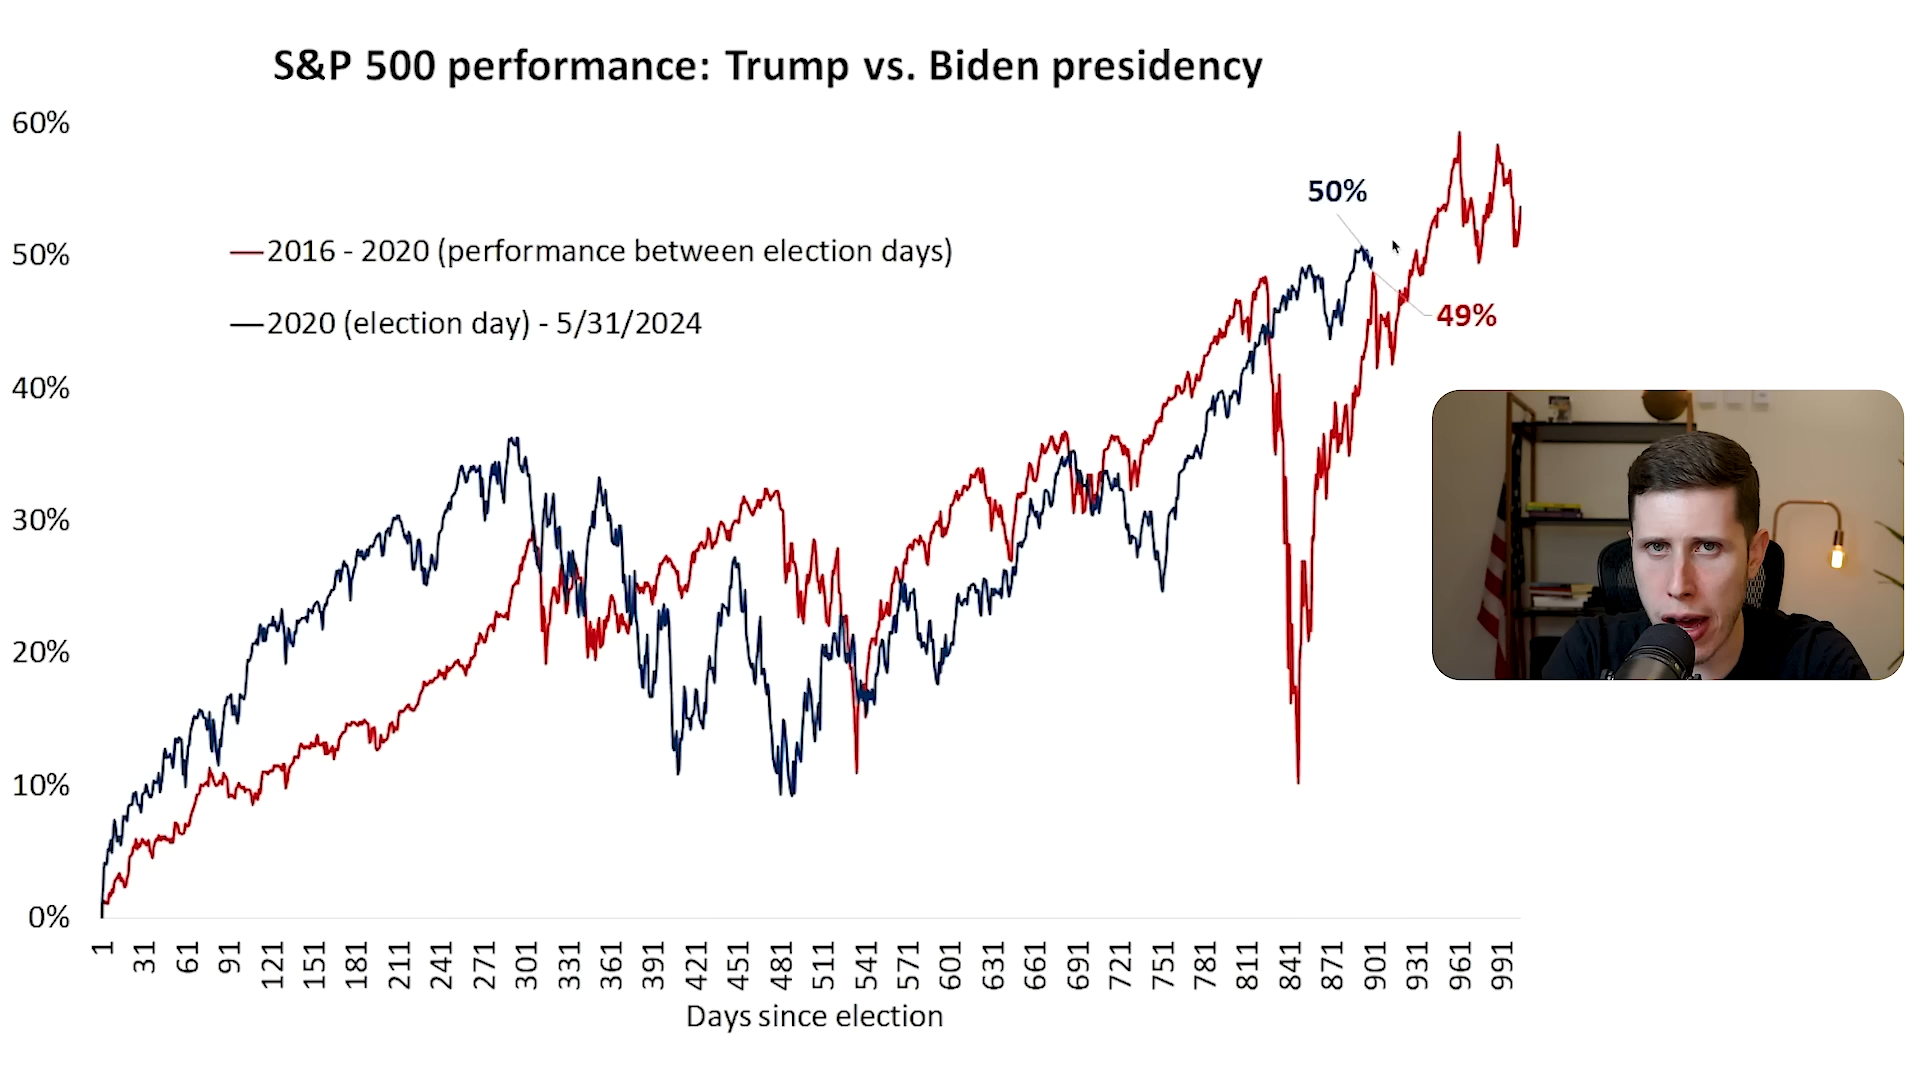 S&P 500 performance: Trump vs. Biden presidency
60%
50%
40%
30%
20%
10%
0%
2016 - 2020 (performance between election days)
2020 (election day) - 5/31/2024
50%
49%
1 31 61 91 121 151 181 211 241 271 301 331 361 391 421 451 481 511 541 571 601 631 661 691 721 751 781 811 841 871 901 931 961 991
Days since election